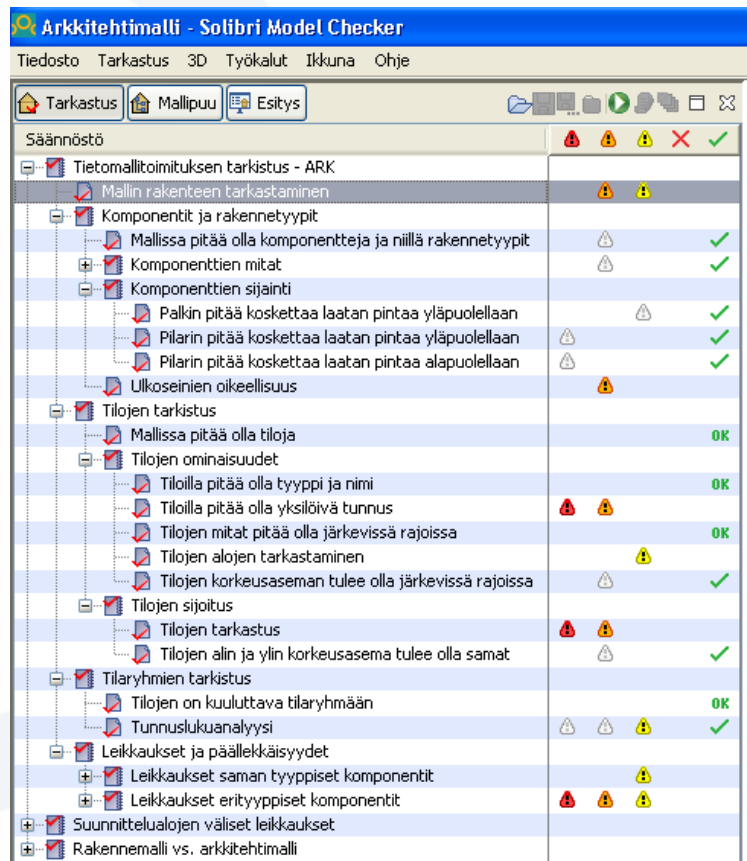 Arkkitehtimalli - Solibri Model Checker
Tiedosto Tarkastus 3D Työkalut Ikkuna Ohje
Tarkastus Mallipuu Esitys
Säännöstö
Tietomallitoimituksen tarkistus - ARK
Mallin rakenteen tarkastaminen
Komponentit ja rakennetyypit
Mallissa pitää olla komponentteja ja niillä rakennetyypit
Komponenttien mitat
Komponenttien sijainti
Palkin pitää koskettaa laatan pintaa yläpuolellaan
Pilarin pitää koskettaa laatan pintaa yläpuolellaan
Pilarin pitää koskettaa laatan pintaa alapuolellaan
Ulkoseinien oikeellisuus
Tilojen tarkistus
Mallissa pitää olla tiloja OK
Tilojen ominaisuudet
Tiloilla pitää olla tyyppi ja nimi OK
Tiloilla pitää olla yksilöivä tunnus
Tilojen mitat pitää olla järkevissä rajoissa OK
Tilojen alojen tarkastaminen
Tilojen korkeusaseman tulee olla järkevissä rajoissa
Tilojen sijoitus
Tilojen tarkastus
Tilojen alin ja ylin korkeusasema tulee olla samat
Tilaryhmien tarkistus
Tilojen on kuuluttava tilaryhmään OK
Tunnuslukuanalyysi
Leikkaukset ja päällekkäisyydet
Leikkaukset saman tyyppiset komponentit
Leikkaukset erityyppiset komponentit
Suunnittelualojen väliset leikkaukset
Rakennemalli vs. arkkitehtimalli